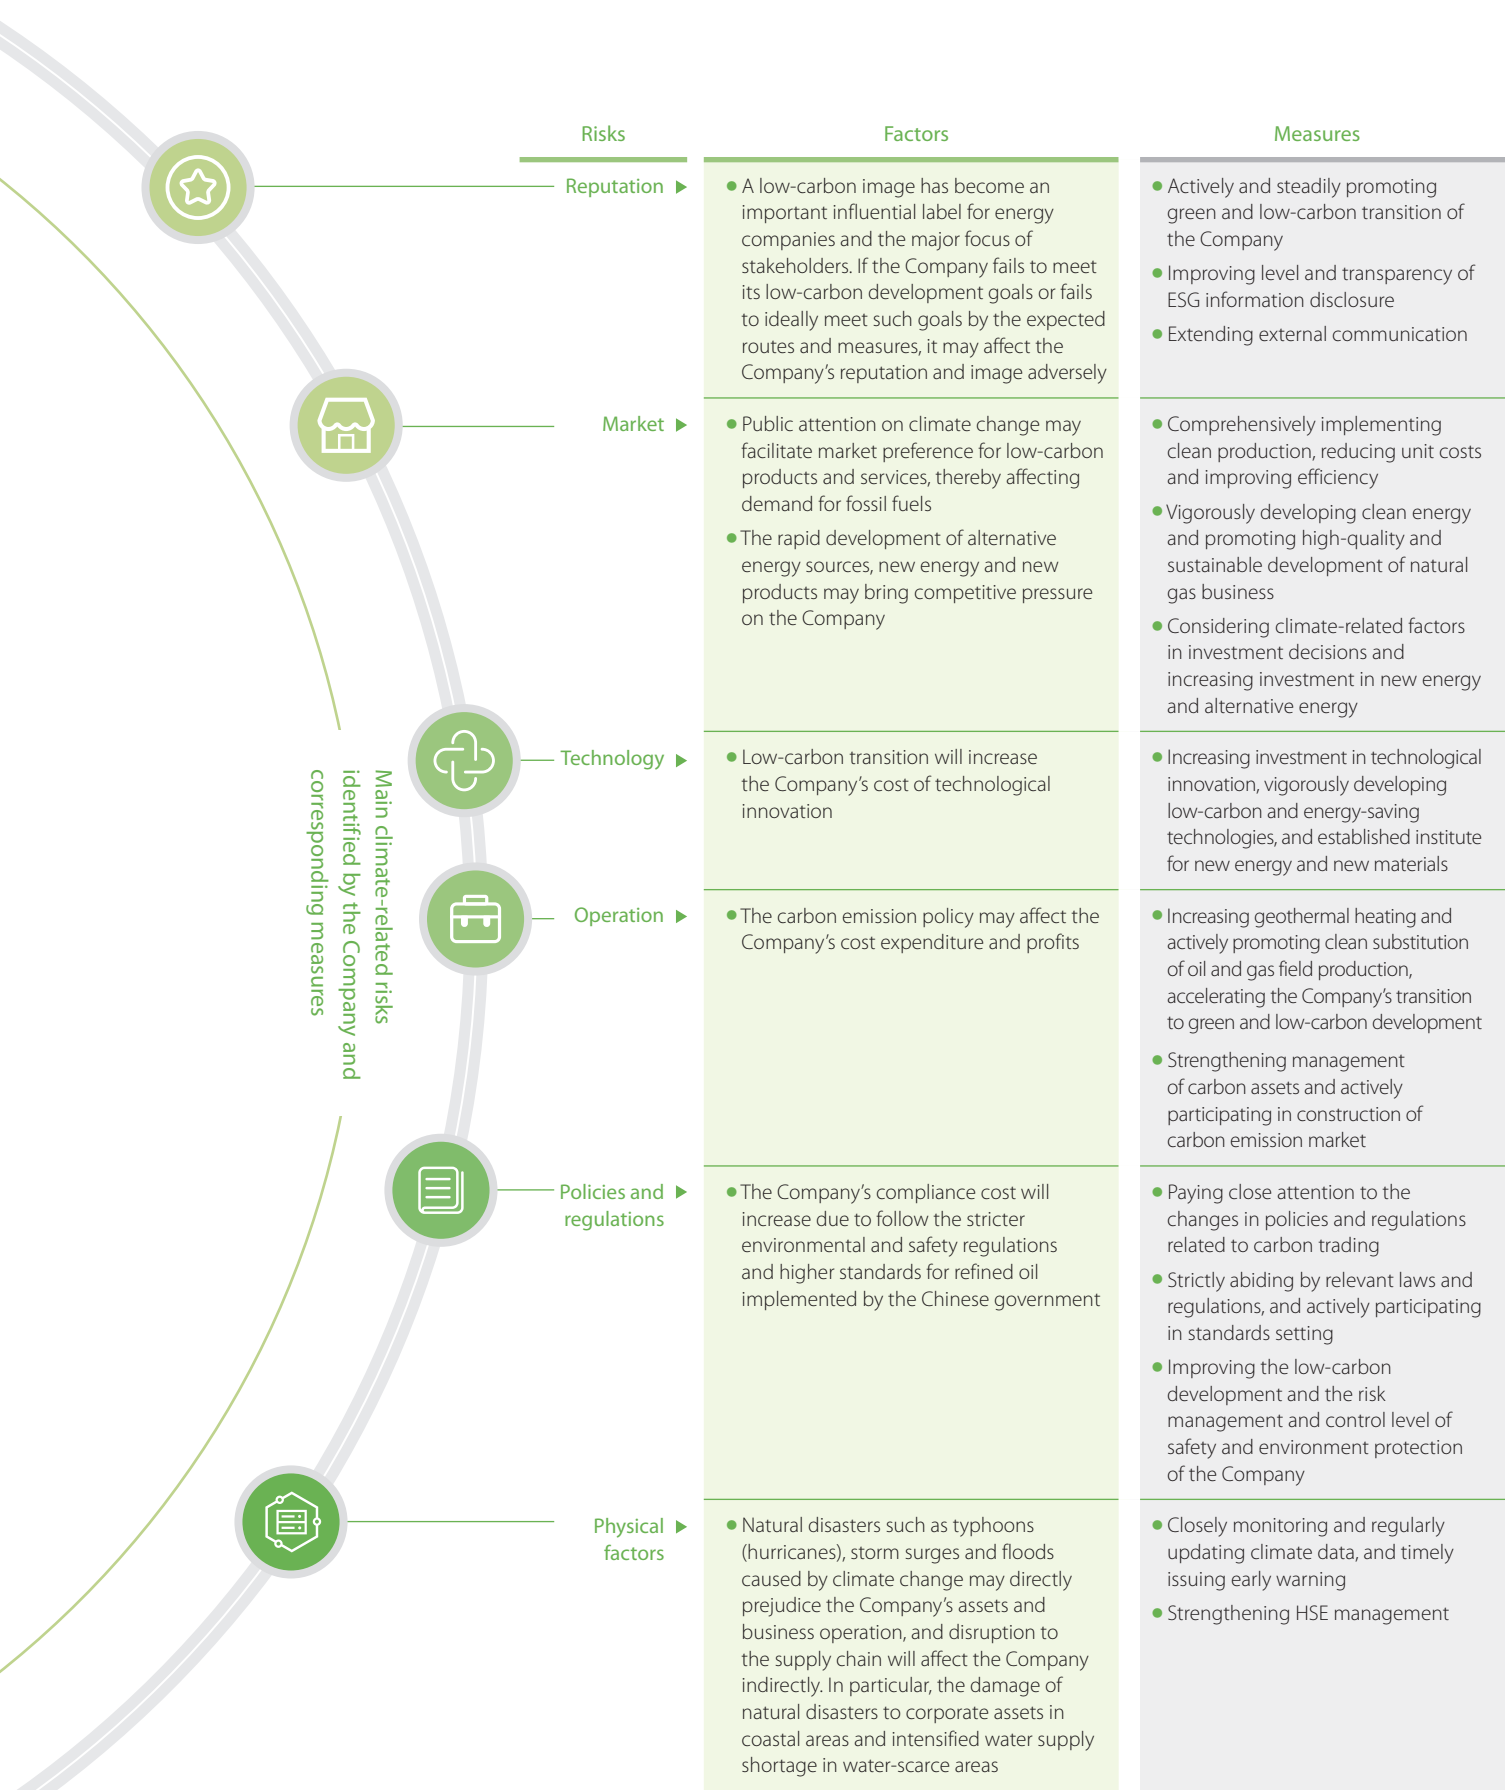 Risks
Factors
Measures
Main climate-related risks
identified by the Company and
corresponding measures
Reputation
● A low-carbon image has become an
important influential label for energy
companies and the major focus of
stakeholders. If the Company fails to meet
its low-carbon development goals or fails
to ideally meet such goals by the expected
routes and measures, it may affect the
Company’s reputation and image adversely
● Actively and steadily promoting
green and low-carbon transition of
the Company
● Improving level and transparency of
ESG information disclosure
● Extending external communication
Market
● Public attention on climate change may
facilitate market preference for low-carbon
products and services, thereby affecting
demand for fossil fuels
● The rapid development of alternative
energy sources, new energy and new
products may bring competitive pressure
on the Company
● Comprehensively implementing
clean production, reducing unit costs
and improving efficiency
● Vigorously developing clean energy
and promoting high-quality and
sustainable development of natural
gas business
● Considering climate-related factors
in investment decisions and
increasing investment in new energy
and alternative energy
Technology
● Low-carbon transition will increase
the Company’s cost of technological
innovation
● Increasing investment in technological
innovation, vigorously developing
low-carbon and energy-saving
technologies, and established institute
for new energy and new materials
Operation
● The carbon emission policy may affect the
Company’s cost expenditure and profits
● Increasing geothermal heating and
actively promoting clean substitution
of oil and gas field production,
accelerating the Company’s transition
to green and low-carbon development
● Strengthening management
of carbon assets and actively
participating in construction of
carbon emission market
Policies and
regulations
● The Company’s compliance cost will
increase due to follow the stricter
environmental and safety regulations
and higher standards for refined oil
implemented by the Chinese government
● Paying close attention to the
changes in policies and regulations
related to carbon trading
● Strictly abiding by relevant laws and
regulations, and actively participating
in standards setting
● Improving the low-carbon
development and the risk
management and control level of
safety and environment protection
of the Company
Physical
factors
● Natural disasters such as typhoons
(hurricanes), storm surges and floods
caused by climate change may directly
prejudice the Company’s assets and
business operation, and disruption to
the supply chain will affect the Company
indirectly. In particular, the damage of
natural disasters to corporate assets in
coastal areas and intensified water supply
shortage in water-scarce areas
● Closely monitoring and regularly
updating climate data, and timely
issuing early warning
● Strengthening HSE management